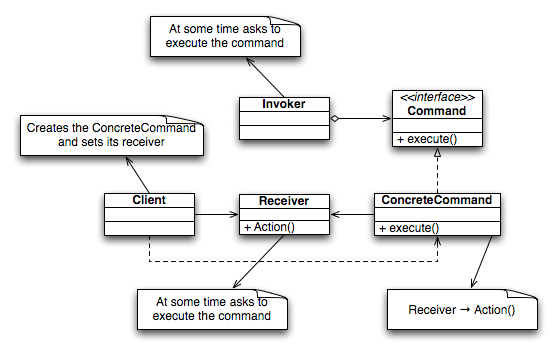 At some time asks to
execute the command
<<interface>>
Command
+ execute()
Invoker
Creates the ConcreteCommand
and sets its receiver
Client
Receiver
+ Action()
ConcreteCommand
+ execute()
At some time asks to
execute the command
Receiver → Action()